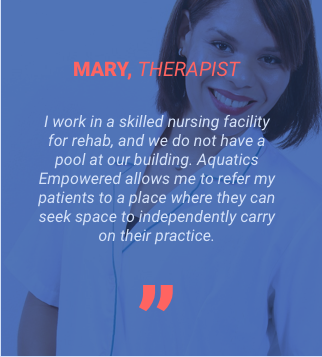 MARY, THERAPIST
I work in a skilled nursing facility
for rehab, and we do not have a
pool at our building. Aquatics
Empowered allows me to refer my
patients to a place where they can
seek space to independently carry
on their practice.
”